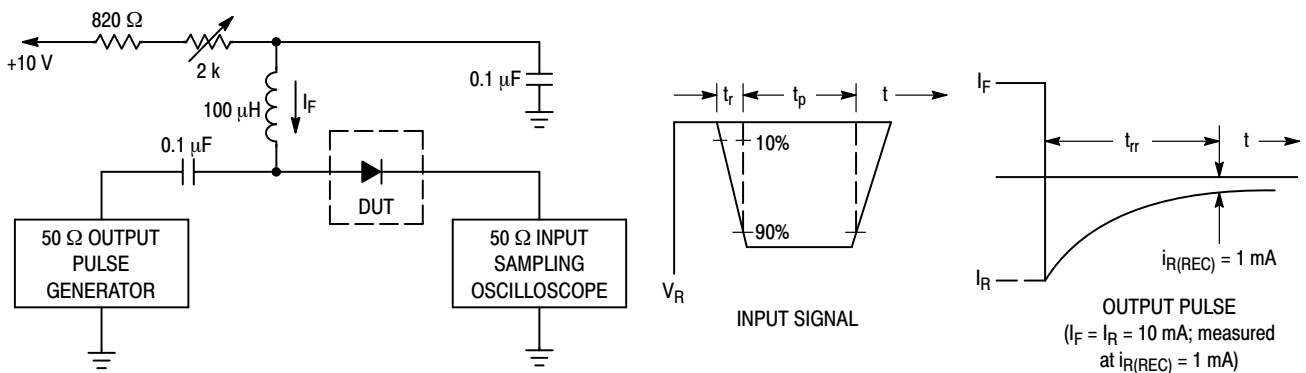 820 Ω
+10 V
2 k
100 μH
I_F
0.1 μF
0.1 μF
DUT
50 Ω OUTPUT
PULSE
GENERATOR
50 Ω INPUT
SAMPLING
OSCILLOSCOPE
t_r
t_p
t
10%
90%
V_R
INPUT SIGNAL
I_F
t_rr
t
I_R
i_R(REC) = 1 mA
OUTPUT PULSE
(I_F = I_R = 10 mA; measured
at i_R(REC) = 1 mA)